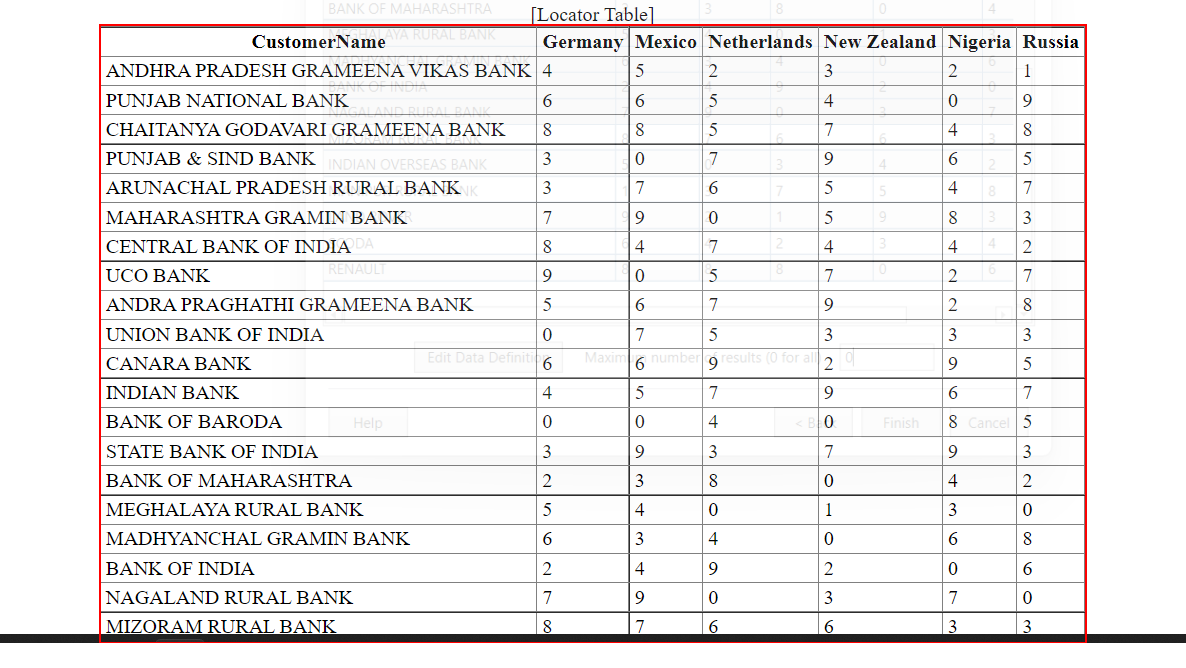 [Locator Table]
CustomerName Germany Mexico Netherlands New Zealand Nigeria Russia
ANDHRA PRADESH GRAMEENA VIKAS BANK 4 5 2 3 2 1
PUNJAB NATIONAL BANK 6 6 5 4 0 9
CHAITANYA GODAVARI GRAMEENA BANK 8 8 5 7 4 8
PUNJAB & SIND BANK 3 0 7 9 6 5
ARUNACHAL PRADESH RURAL BANK 3 7 6 5 4 7
MAHARASHTRA GRAMIN BANK 7 9 0 5 8 3
CENTRAL BANK OF INDIA 8 4 7 4 4 2
UCO BANK 9 0 5 7 2 7
ANDRA PRAGHATHI GRAMEENA BANK 5 6 7 9 2 8
UNION BANK OF INDIA 0 7 5 3 3 3
CANARA BANK 6 6 9 2 9 5
INDIAN BANK 4 5 7 9 6 7
BANK OF BARODA 0 0 4 0 8 5
STATE BANK OF INDIA 3 9 3 7 9 3
BANK OF MAHARASHTRA 2 3 8 0 4 2
MEGHALAYA RURAL BANK 5 4 0 1 3 0
MADHYANCHAL GRAMIN BANK 6 3 4 0 6 8
BANK OF INDIA 2 4 9 2 0 6
NAGALAND RURAL BANK 7 9 0 3 7 0
MIZORAM RURAL BANK 8 7 6 6 3 3